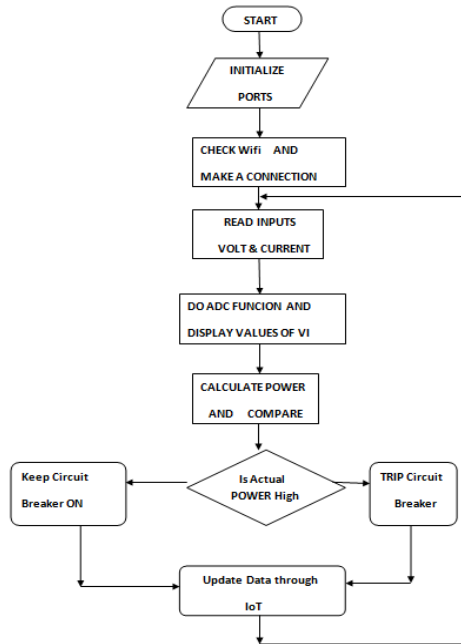 START
INITIALIZE
PORTS
CHECK Wifi AND
MAKE A CONNECTION
READ INPUTS
VOLT & CURRENT
DO ADC FUNCION AND
DISPLAY VALUES OF VI
CALCULATE POWER
AND COMPARE
Is Actual
POWER High
Keep Circuit
Breaker ON
TRIP Circuit
Breaker
Update Data through
IoT